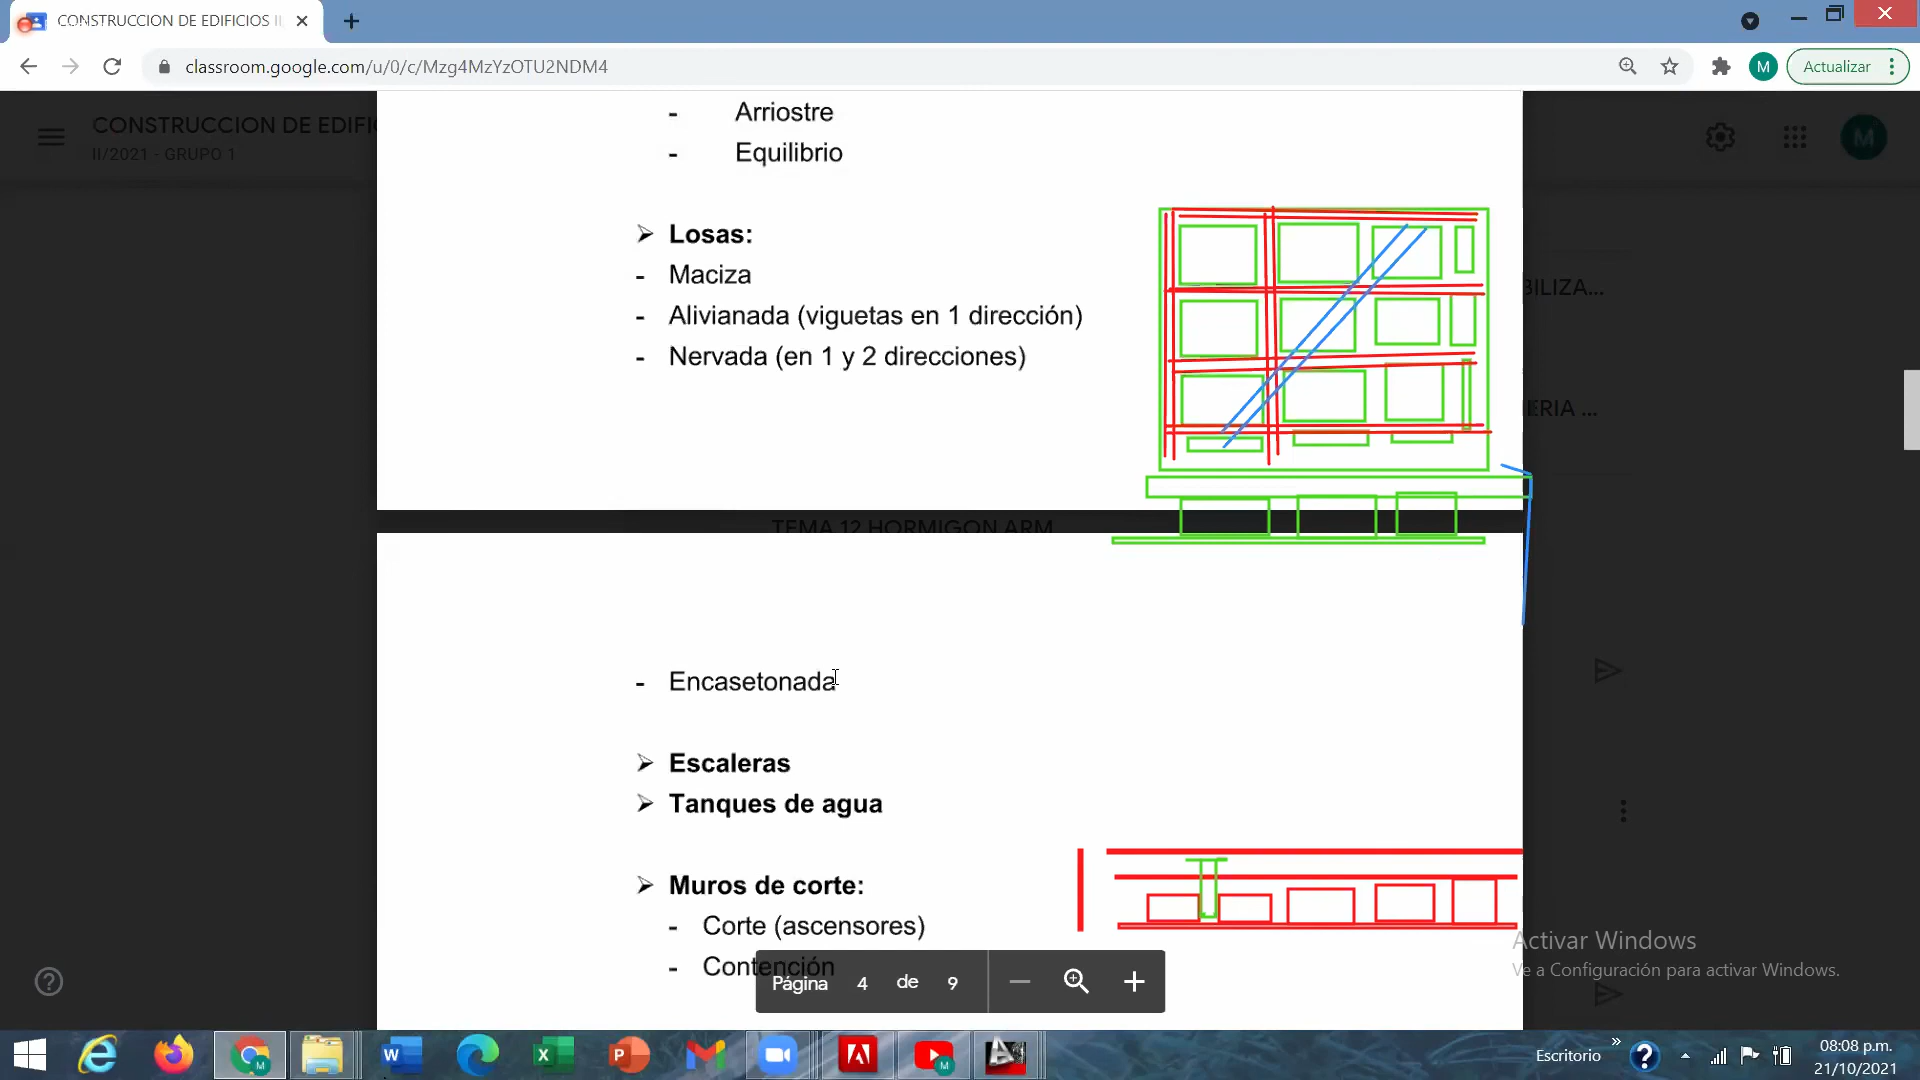 CONSTRUCCION DE EDIFICIOS II
classroom.google.com/u/0/c/Mzg4MzYzOTU2NDM4
M
Actualizar
CONSTRUCCION DE EDIFI
II/2021 - GRUPO 1
M
- Arriostre
- Equilibrio
➢ Losas:
- Maciza
- Alivianada (viguetas en 1 dirección)
- Nervada (en 1 y 2 direcciones)
BILIZA...
ERIA ...
TEMA 12 HORMIGON ARM
- Encasetonada
➢ Escaleras
➢ Tanques de agua
➢ Muros de corte:
- Corte (ascensores)
- Contención
Página 4 de 9
Activar Windows
Ve a Configuración para activar Windows.
Escritorio
08:08 p.m.
21/10/2021